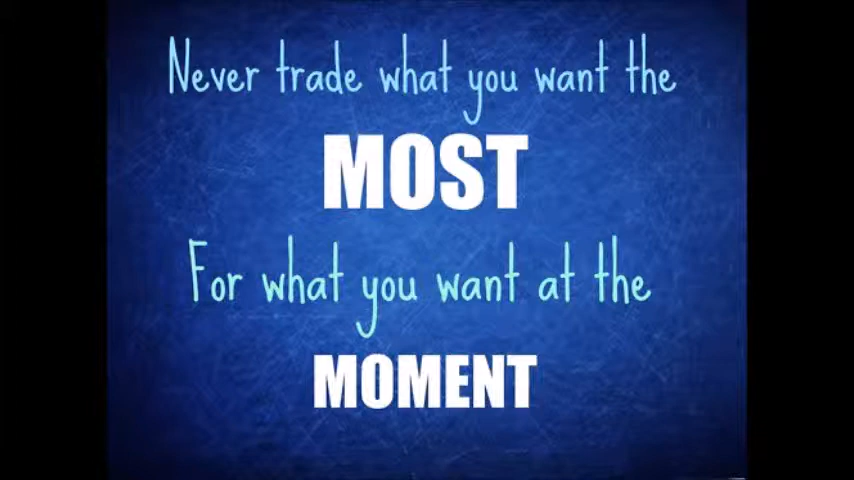 Never trade what you want the
MOST
For what you want at the
MOMENT